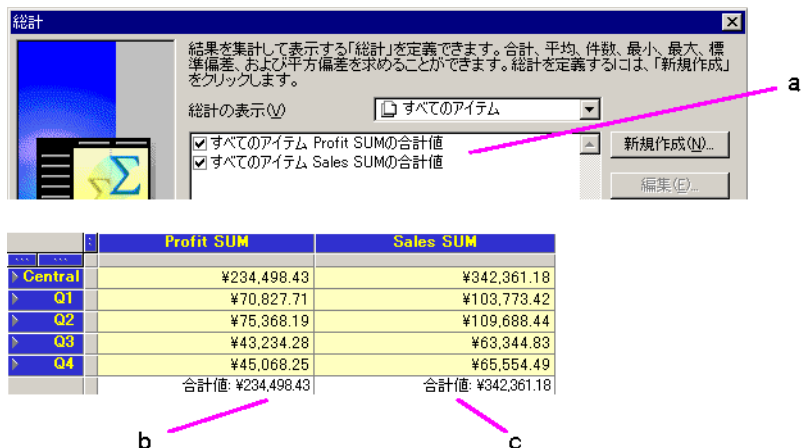 総計
結果を集計して表示する「総計」を定義できます。合計、平均、件数、最小、最大、標
準偏差、および平方偏差を求めることができます。総計を定義するには、「新規作成」
をクリックします。
総計の表示(V)
すべてのアイテム
すべてのアイテム Profit SUMの合計値
すべてのアイテム Sales SUMの合計値
新規作成(N)...
編集(E)...
a
Profit SUM Sales SUM
Central ¥234,498.43 ¥342,361.18
Q1 ¥70,827.71 ¥103,773.42
Q2 ¥75,368.19 ¥109,688.44
Q3 ¥43,234.28 ¥63,344.83
Q4 ¥45,068.25 ¥65,554.49
合計値: ¥234,498.43 合計値: ¥342,361.18
b c